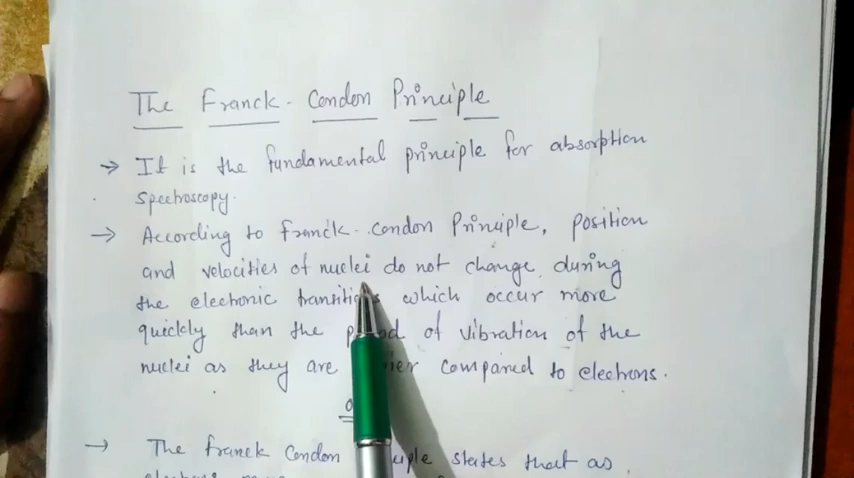 The Franck-Condon Principle
→ It is the fundamental principle for absorption
spectroscopy.
→ According to Franck-Condon Principle, position
and velocities of nuclei do not change during
the electronic transitions which occur more
quickly than the of vibration of the
nuclei as they are compared to electrons.
→ The Franck Condon states that as